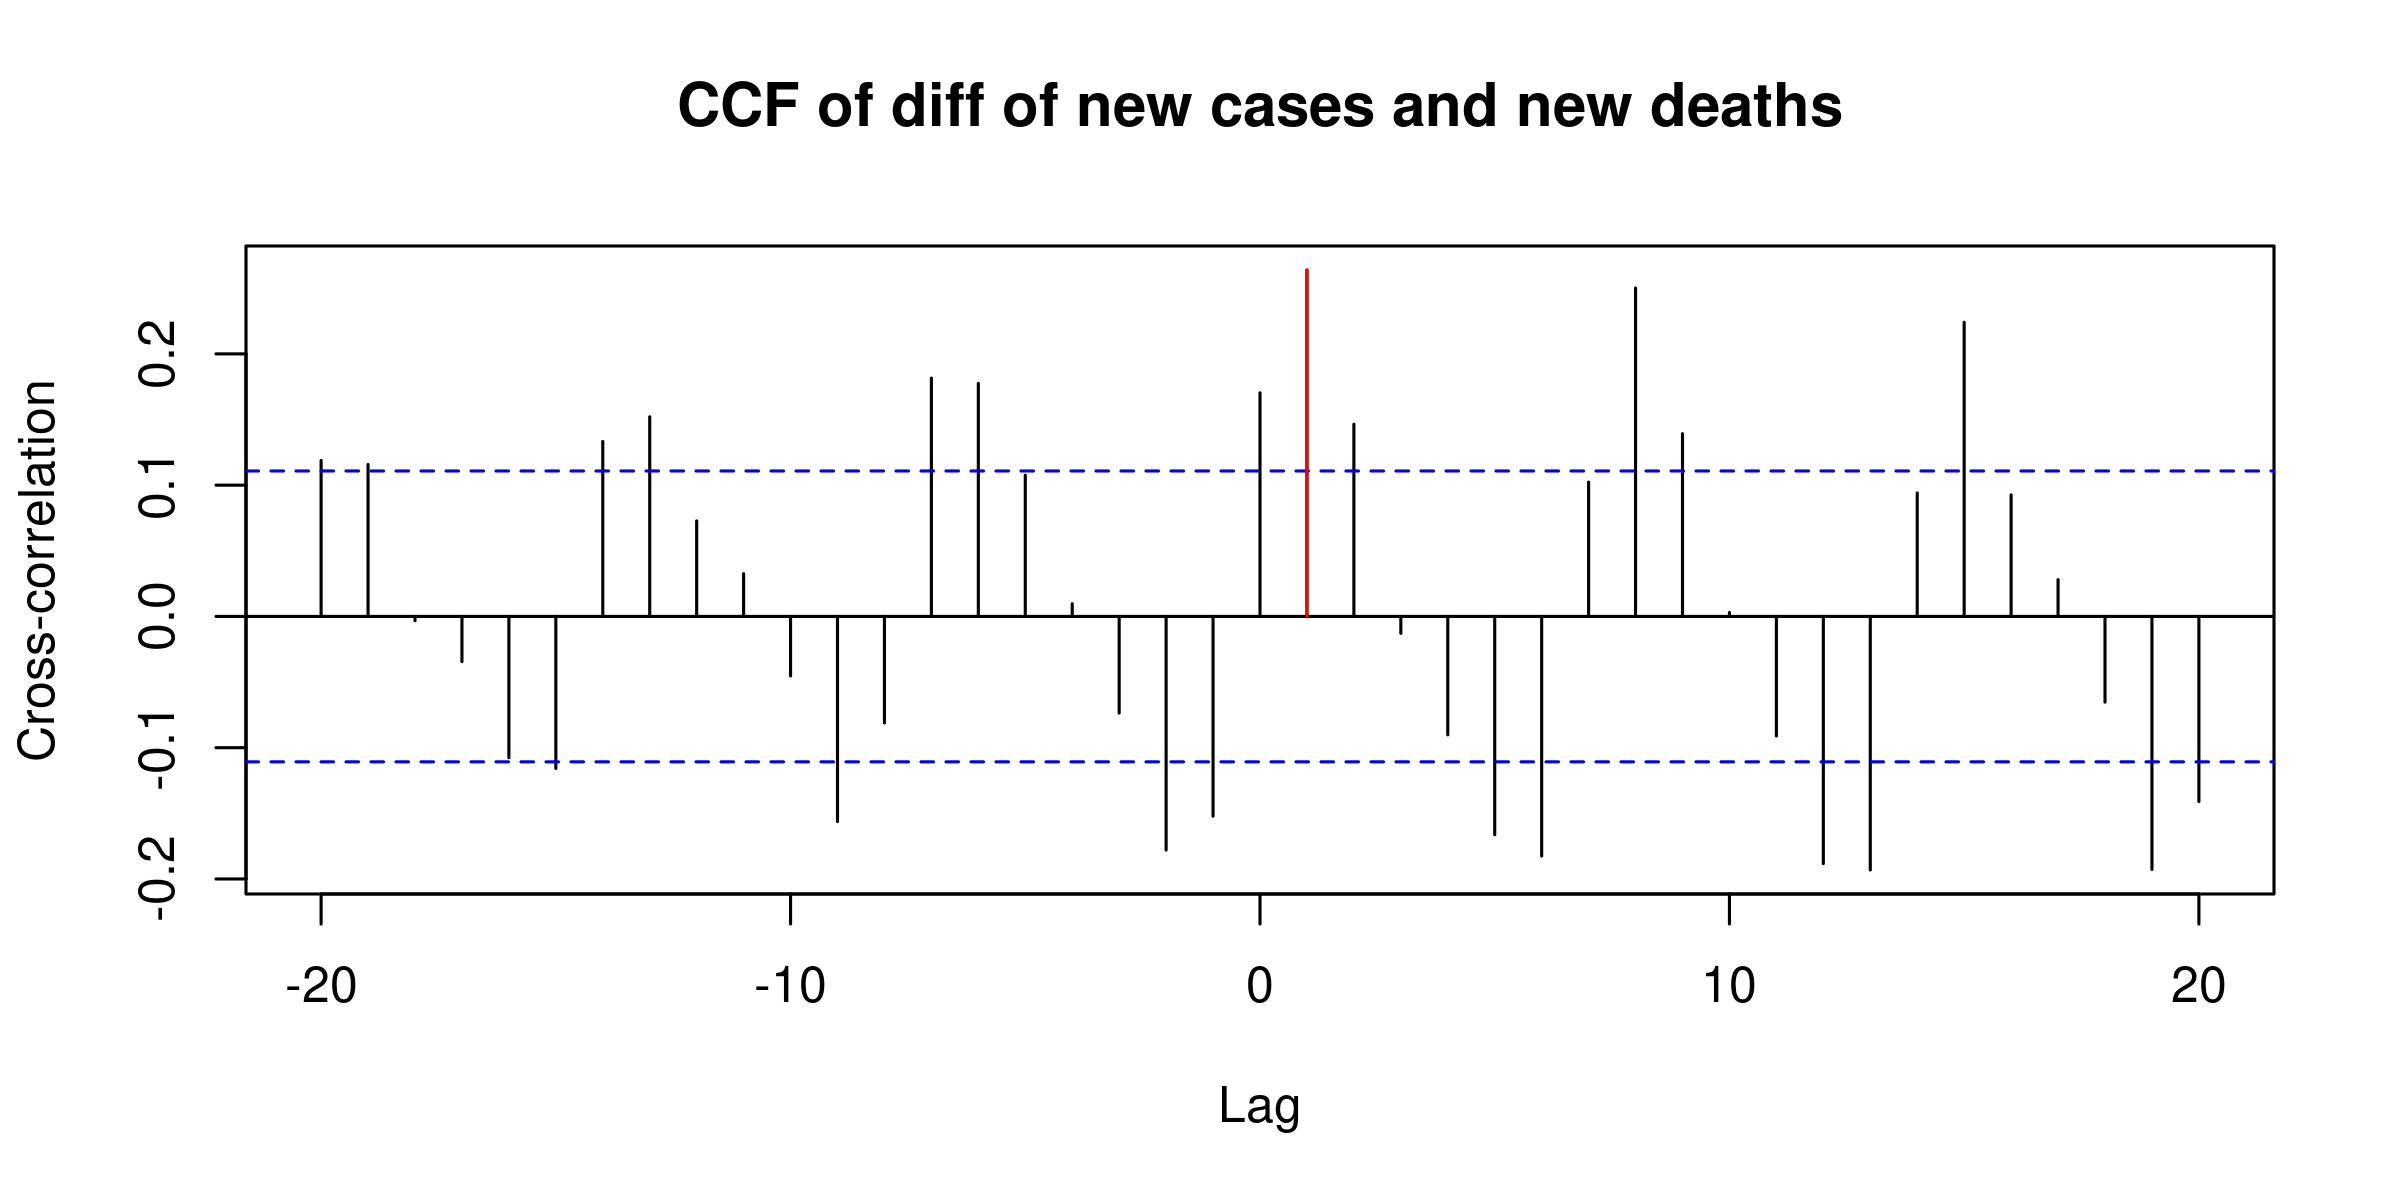 CCF of diff of new cases and new deaths
Cross-correlation
0.2
0.1
0.0
-0.1
-0.2
-20 -10 0 10 20
Lag